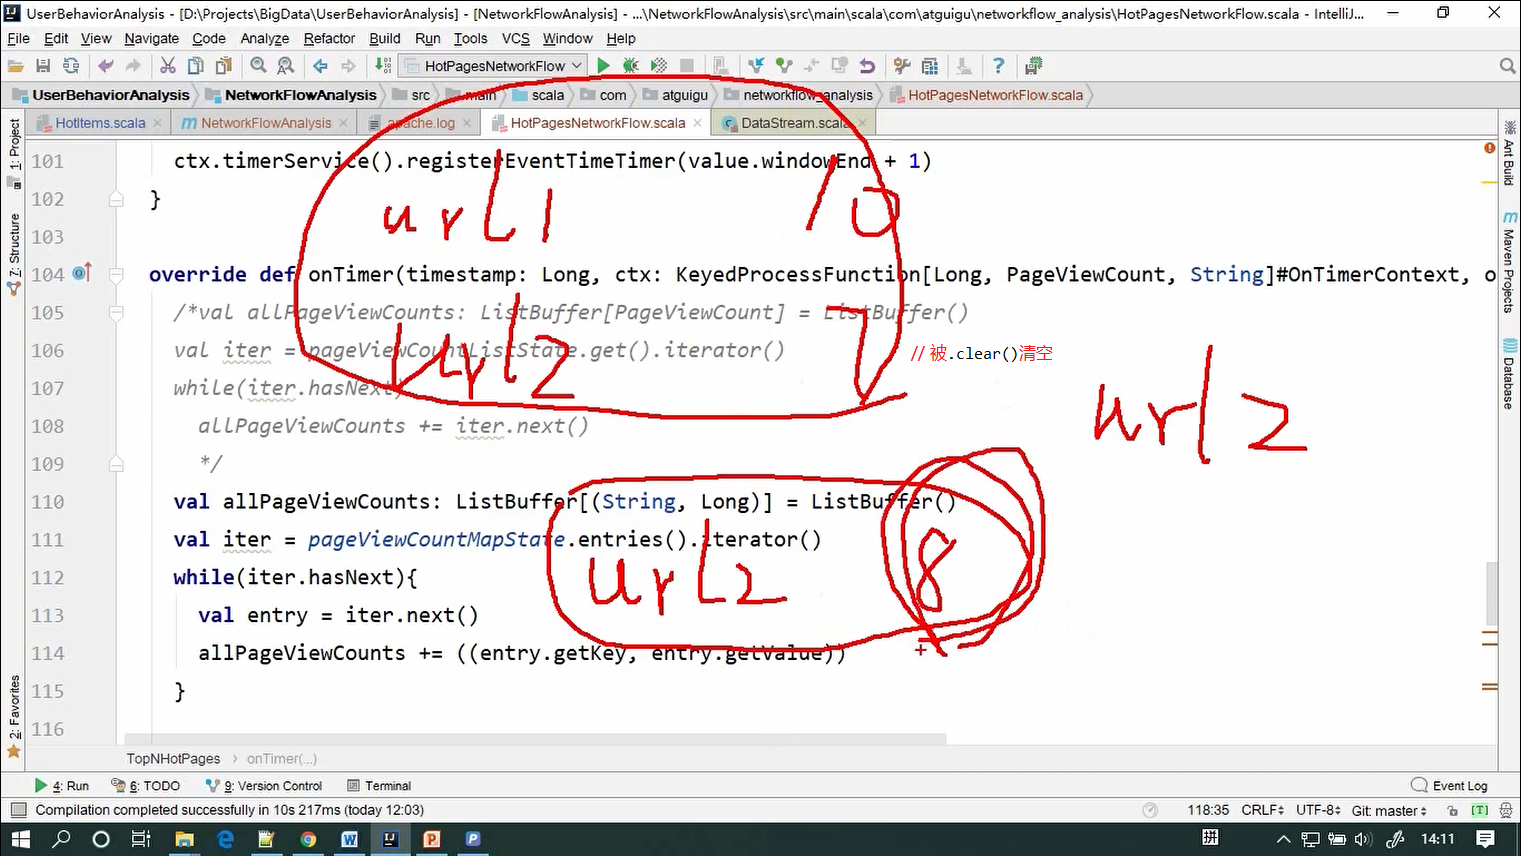 UserBehaviorAnalysis - [D:\Projects\BigData\UserBehaviorAnalysis] - [NetworkFlowAnalysis] - ...\NetworkFlowAnalysis\src\main\scala\com\atguigu\networkflow_analysis\HotPagesNetworkFlow.scala - IntelliJ...
File Edit View Navigate Code Analyze Refactor Build Run Tools VCS Window Help
HotPagesNetworkFlow
UserBehaviorAnalysis NetworkFlowAnalysis src main scala com atguigu networkflow_analysis HotPagesNetworkFlow.scala
HotItems.scala NetworkFlowAnalysis apache.log HotPagesNetworkFlow.scala DataStream.scala
1: Project
7: Structure
2: Favorites
Ant Build
Maven Projects
Database
101 ctx.timerService().registerEventTimeTimer(value.windowEnd + 1)
102 }
url1 10
103
104 override def onTimer(timestamp: Long, ctx: KeyedProcessFunction[Long, PageViewCount, String]#OnTimerContext, o
105 /*val allPageViewCounts: ListBuffer[PageViewCount] = ListBuffer()
106 val iter = pageViewCountListState.get().iterator()
// 被.clear()清空
url2 7
107 while(iter.hasNext)
url2
108 allPageViewCounts += iter.next()
109 */
110 val allPageViewCounts: ListBuffer[(String, Long)] = ListBuffer()
111 val iter = pageViewCountMapState.entries().iterator()
112 while(iter.hasNext){
url2 8
113 val entry = iter.next()
114 allPageViewCounts += ((entry.getKey, entry.getValue))
115 }
116
TopNHotPages onTimer(...)
4: Run 6: TODO 9: Version Control Terminal Event Log
Compilation completed successfully in 10s 217ms (today 12:03) 118:35 CRLF UTF-8 Git: master
拼 14:11